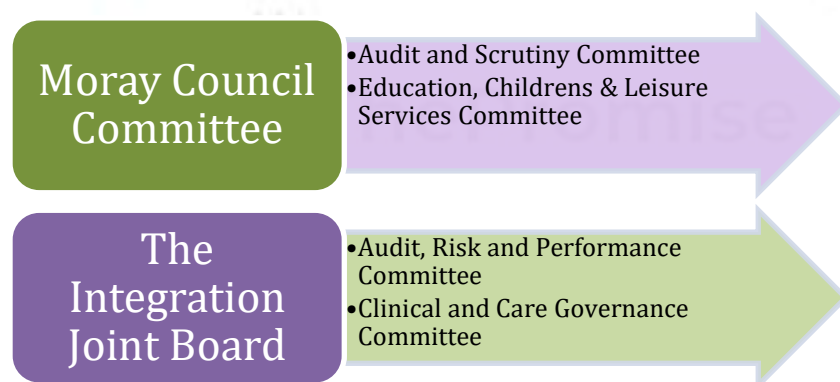 Moray Council
Committee
•Audit and Scrutiny Committee
•Education, Childrens & Leisure
Services Committee
The
Integration
Joint Board
•Audit, Risk and Performance
Committee
•Clinical and Care Governance
Committee